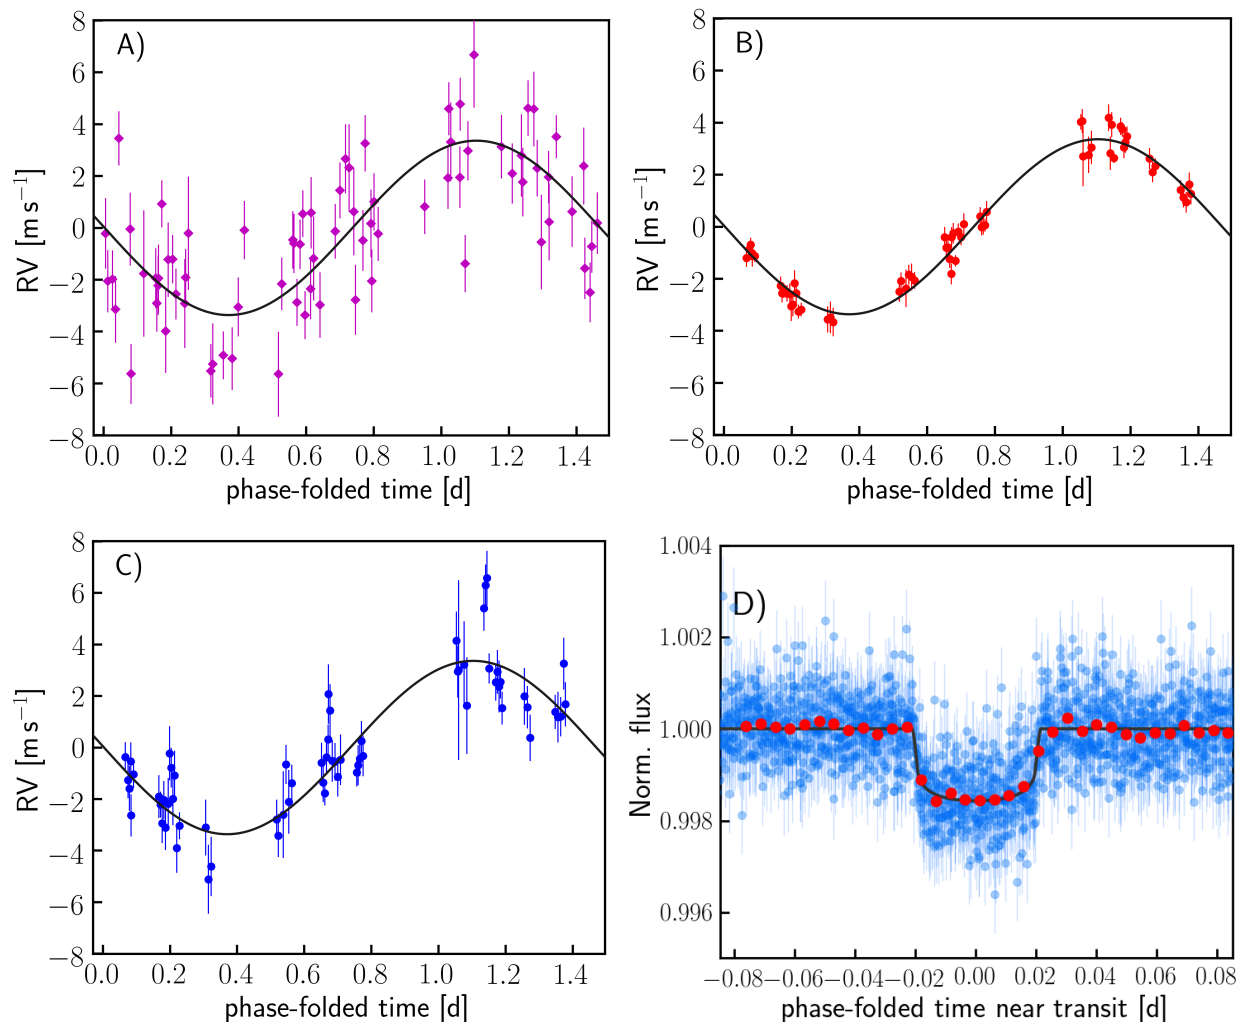 A)
RV [m s⁻¹]
8
6
4
2
0
−2
−4
−6
−8
0.0 0.2 0.4 0.6 0.8 1.0 1.2 1.4
phase-folded time [d]
B)
RV [m s⁻¹]
8
6
4
2
0
−2
−4
−6
−8
0.0 0.2 0.4 0.6 0.8 1.0 1.2 1.4
phase-folded time [d]
C)
RV [m s⁻¹]
8
6
4
2
0
−2
−4
−6
−8
0.0 0.2 0.4 0.6 0.8 1.0 1.2 1.4
phase-folded time [d]
D)
Norm. flux
1.004
1.002
1.000
0.998
0.996
−0.08 −0.06 −0.04 −0.02 0.00 0.02 0.04 0.06 0.08
phase-folded time near transit [d]